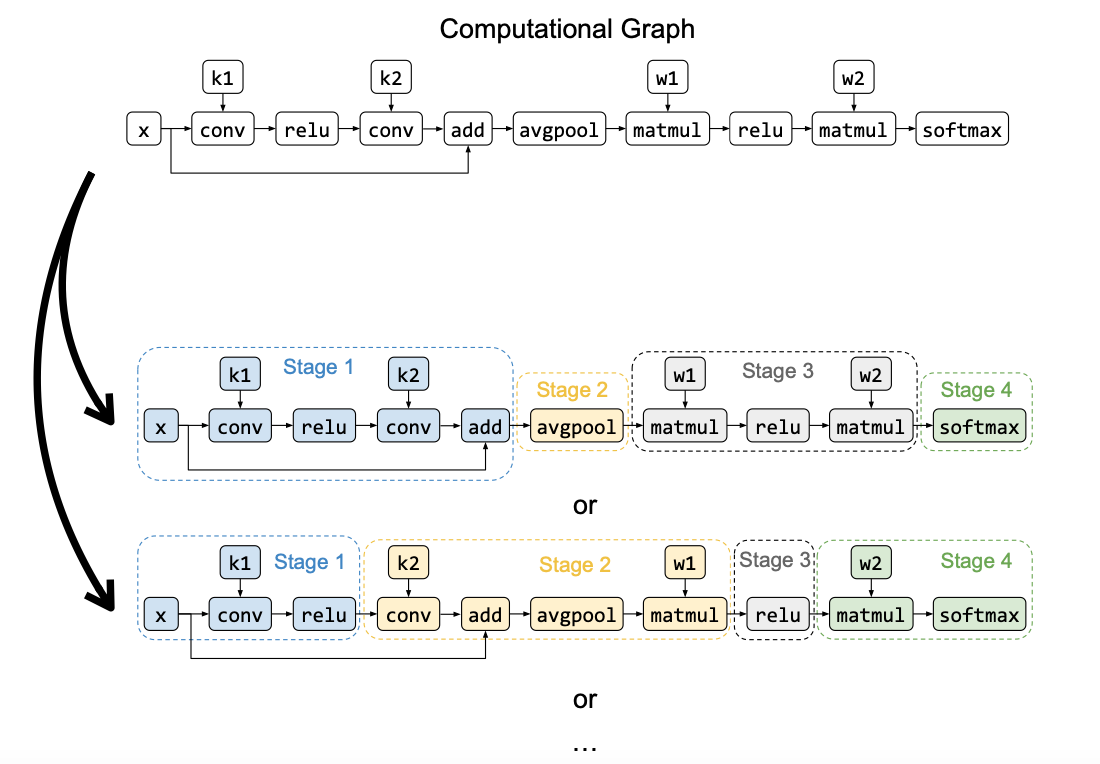 Computational Graph
k1 k2 w1 w2
x conv relu conv add avgpool matmul relu matmul softmax
k1 Stage 1 k2 Stage 2 w1 Stage 3 w2 Stage 4
x conv relu conv add avgpool matmul relu matmul softmax
or
k1 Stage 1 k2 Stage 2 w1 Stage 3 w2 Stage 4
x conv relu conv add avgpool matmul relu matmul softmax
or
...